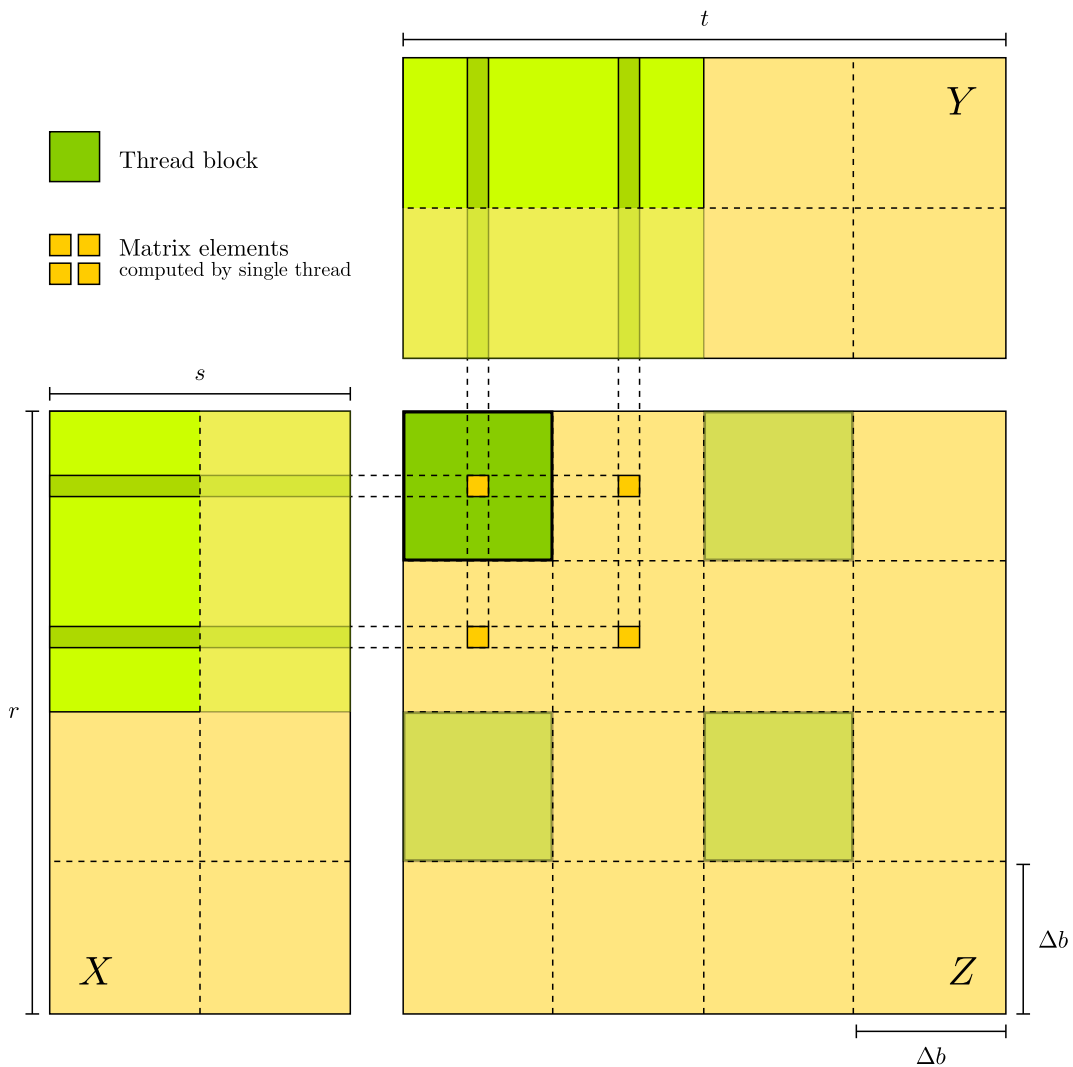 t
Y
Thread block
Matrix elements
computed by single thread
s
r
X
Z
Δb
Δb